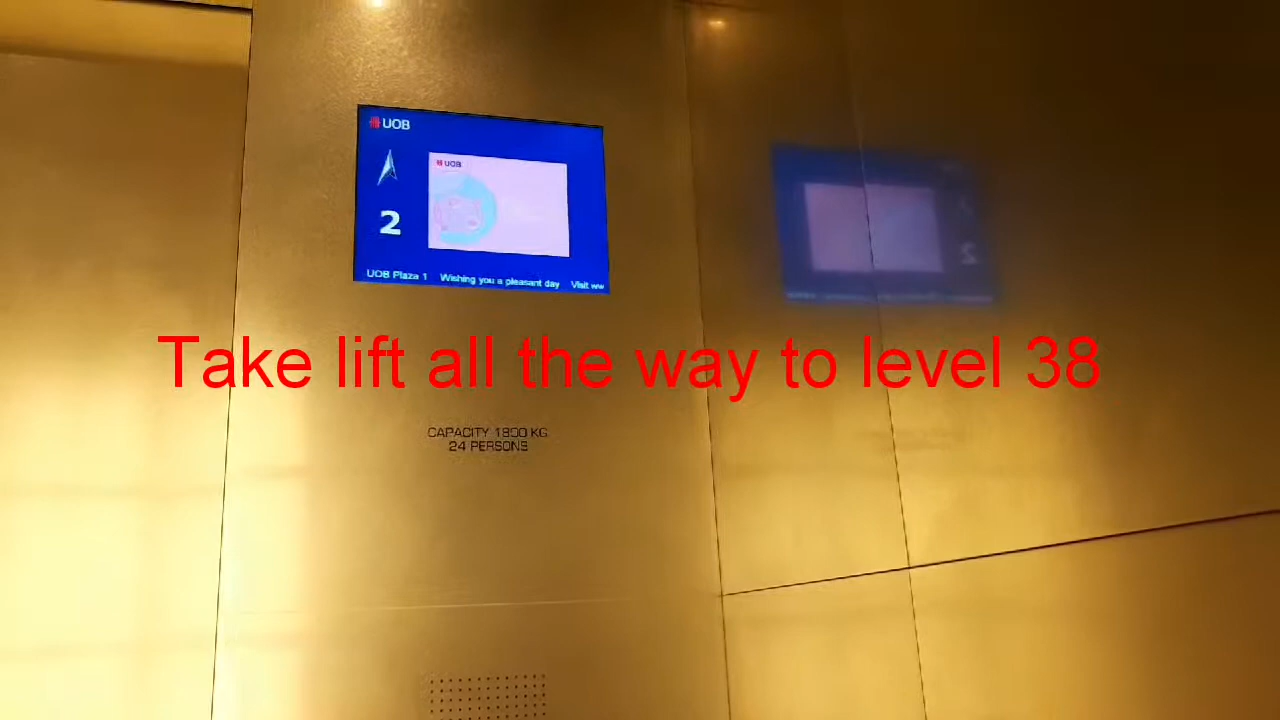 UOB
UOB
2
UOB Plaza 1 Wishing you a pleasant day Visit ww
Take lift all the way to level 38
CAPACITY 1800 KG
24 PERSONS